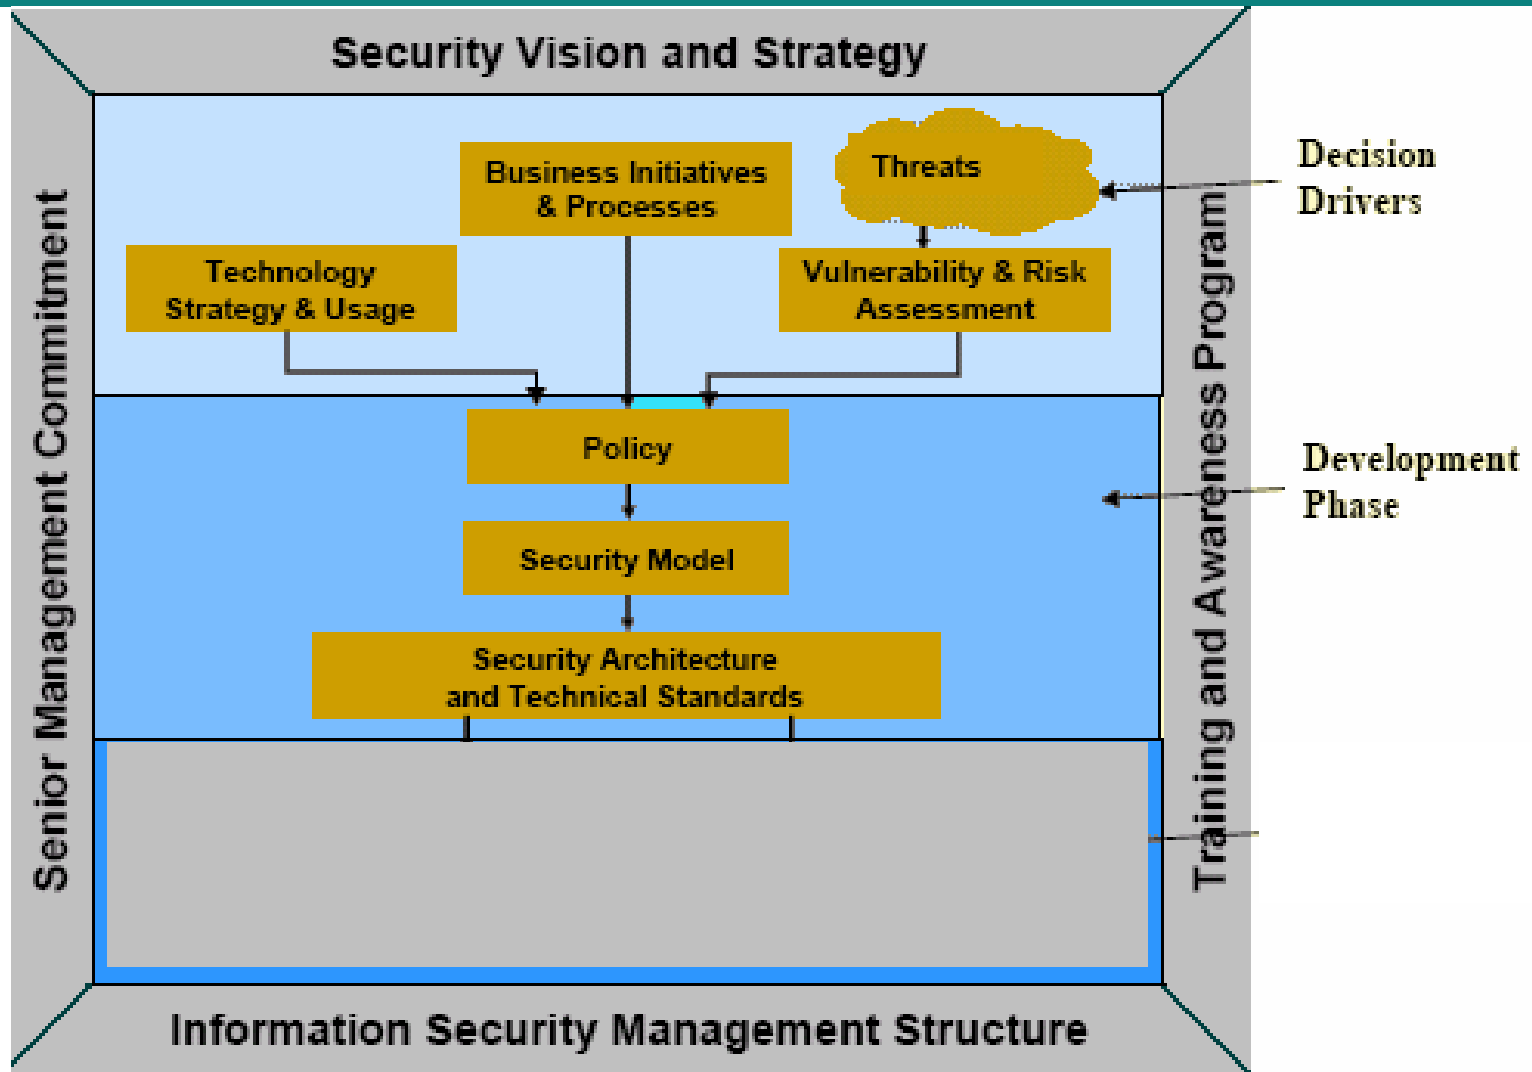 Security Vision and Strategy
Business Initiatives
& Processes
Threats
Decision
Drivers
Technology
Strategy & Usage
Vulnerability & Risk
Assessment
Senior Management Commitment
Training and Awareness Program
Policy
Development
Phase
Security Model
Security Architecture
and Technical Standards
Information Security Management Structure